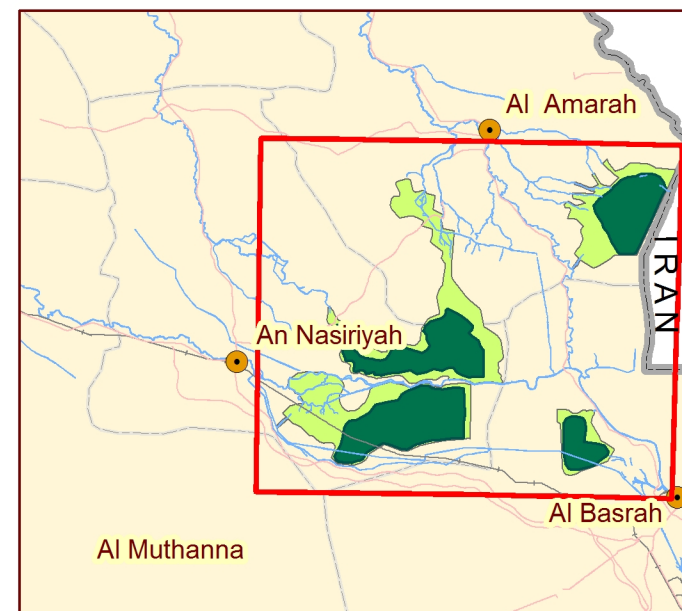 Al Amarah
IRAN
An Nasiriyah
Al Basrah
Al Muthanna